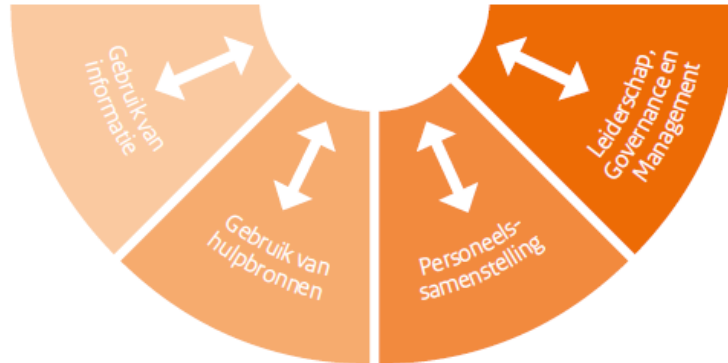 Gebruik van
informatie
Gebruik van
hulpbronnen
Personeels-
samenstelling
Leiderschap,
Governance en
Management